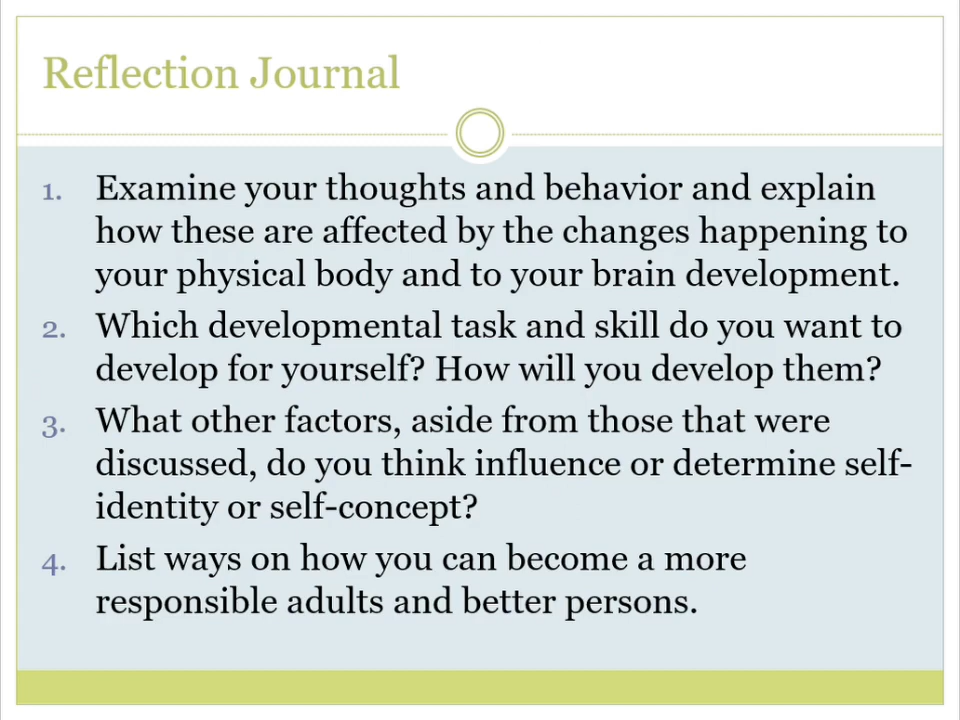 Reflection Journal
1. Examine your thoughts and behavior and explain
how these are affected by the changes happening to
your physical body and to your brain development.
2. Which developmental task and skill do you want to
develop for yourself? How will you develop them?
3. What other factors, aside from those that were
discussed, do you think influence or determine self-
identity or self-concept?
4. List ways on how you can become a more
responsible adults and better persons.